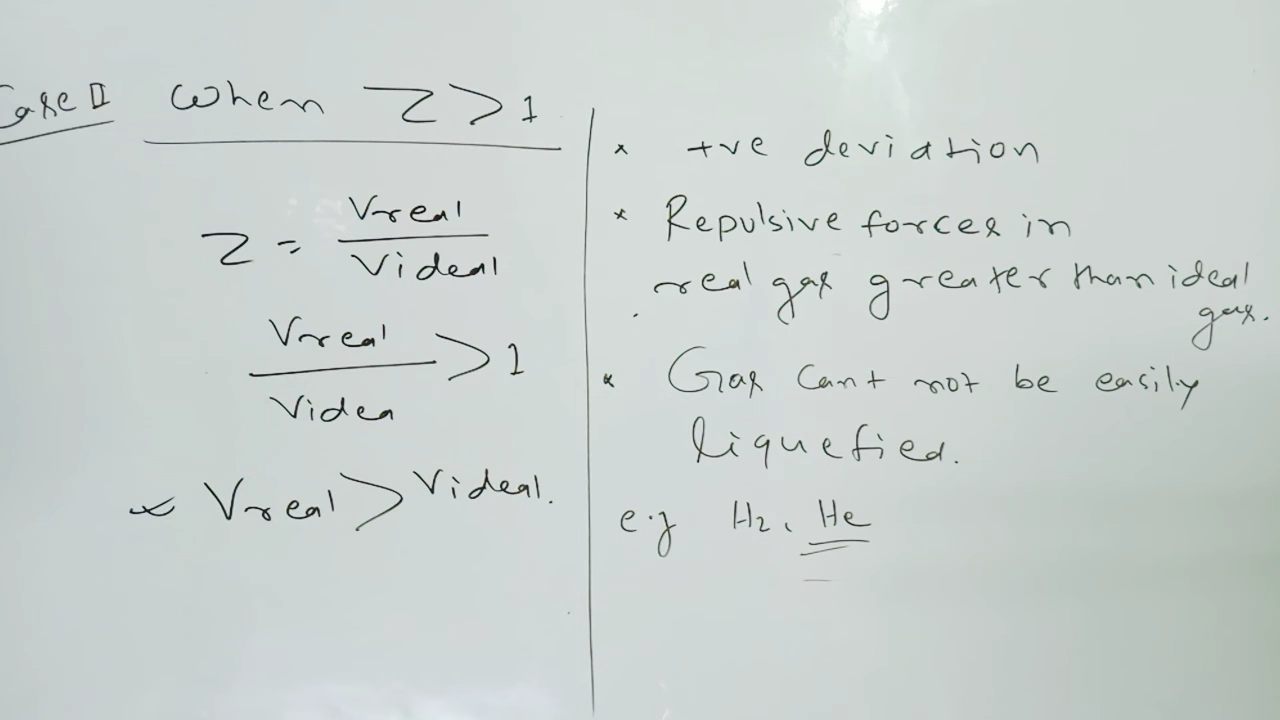 Case II When Z > 1
Z = Vreal / Videal
Vreal / Videa > 1
* Vreal > Videal.
* +ve deviation
* Repulsive forces in
real gas greater than ideal
gas.
* Gas Cant not be easily
liquefied.
e.g H2, He